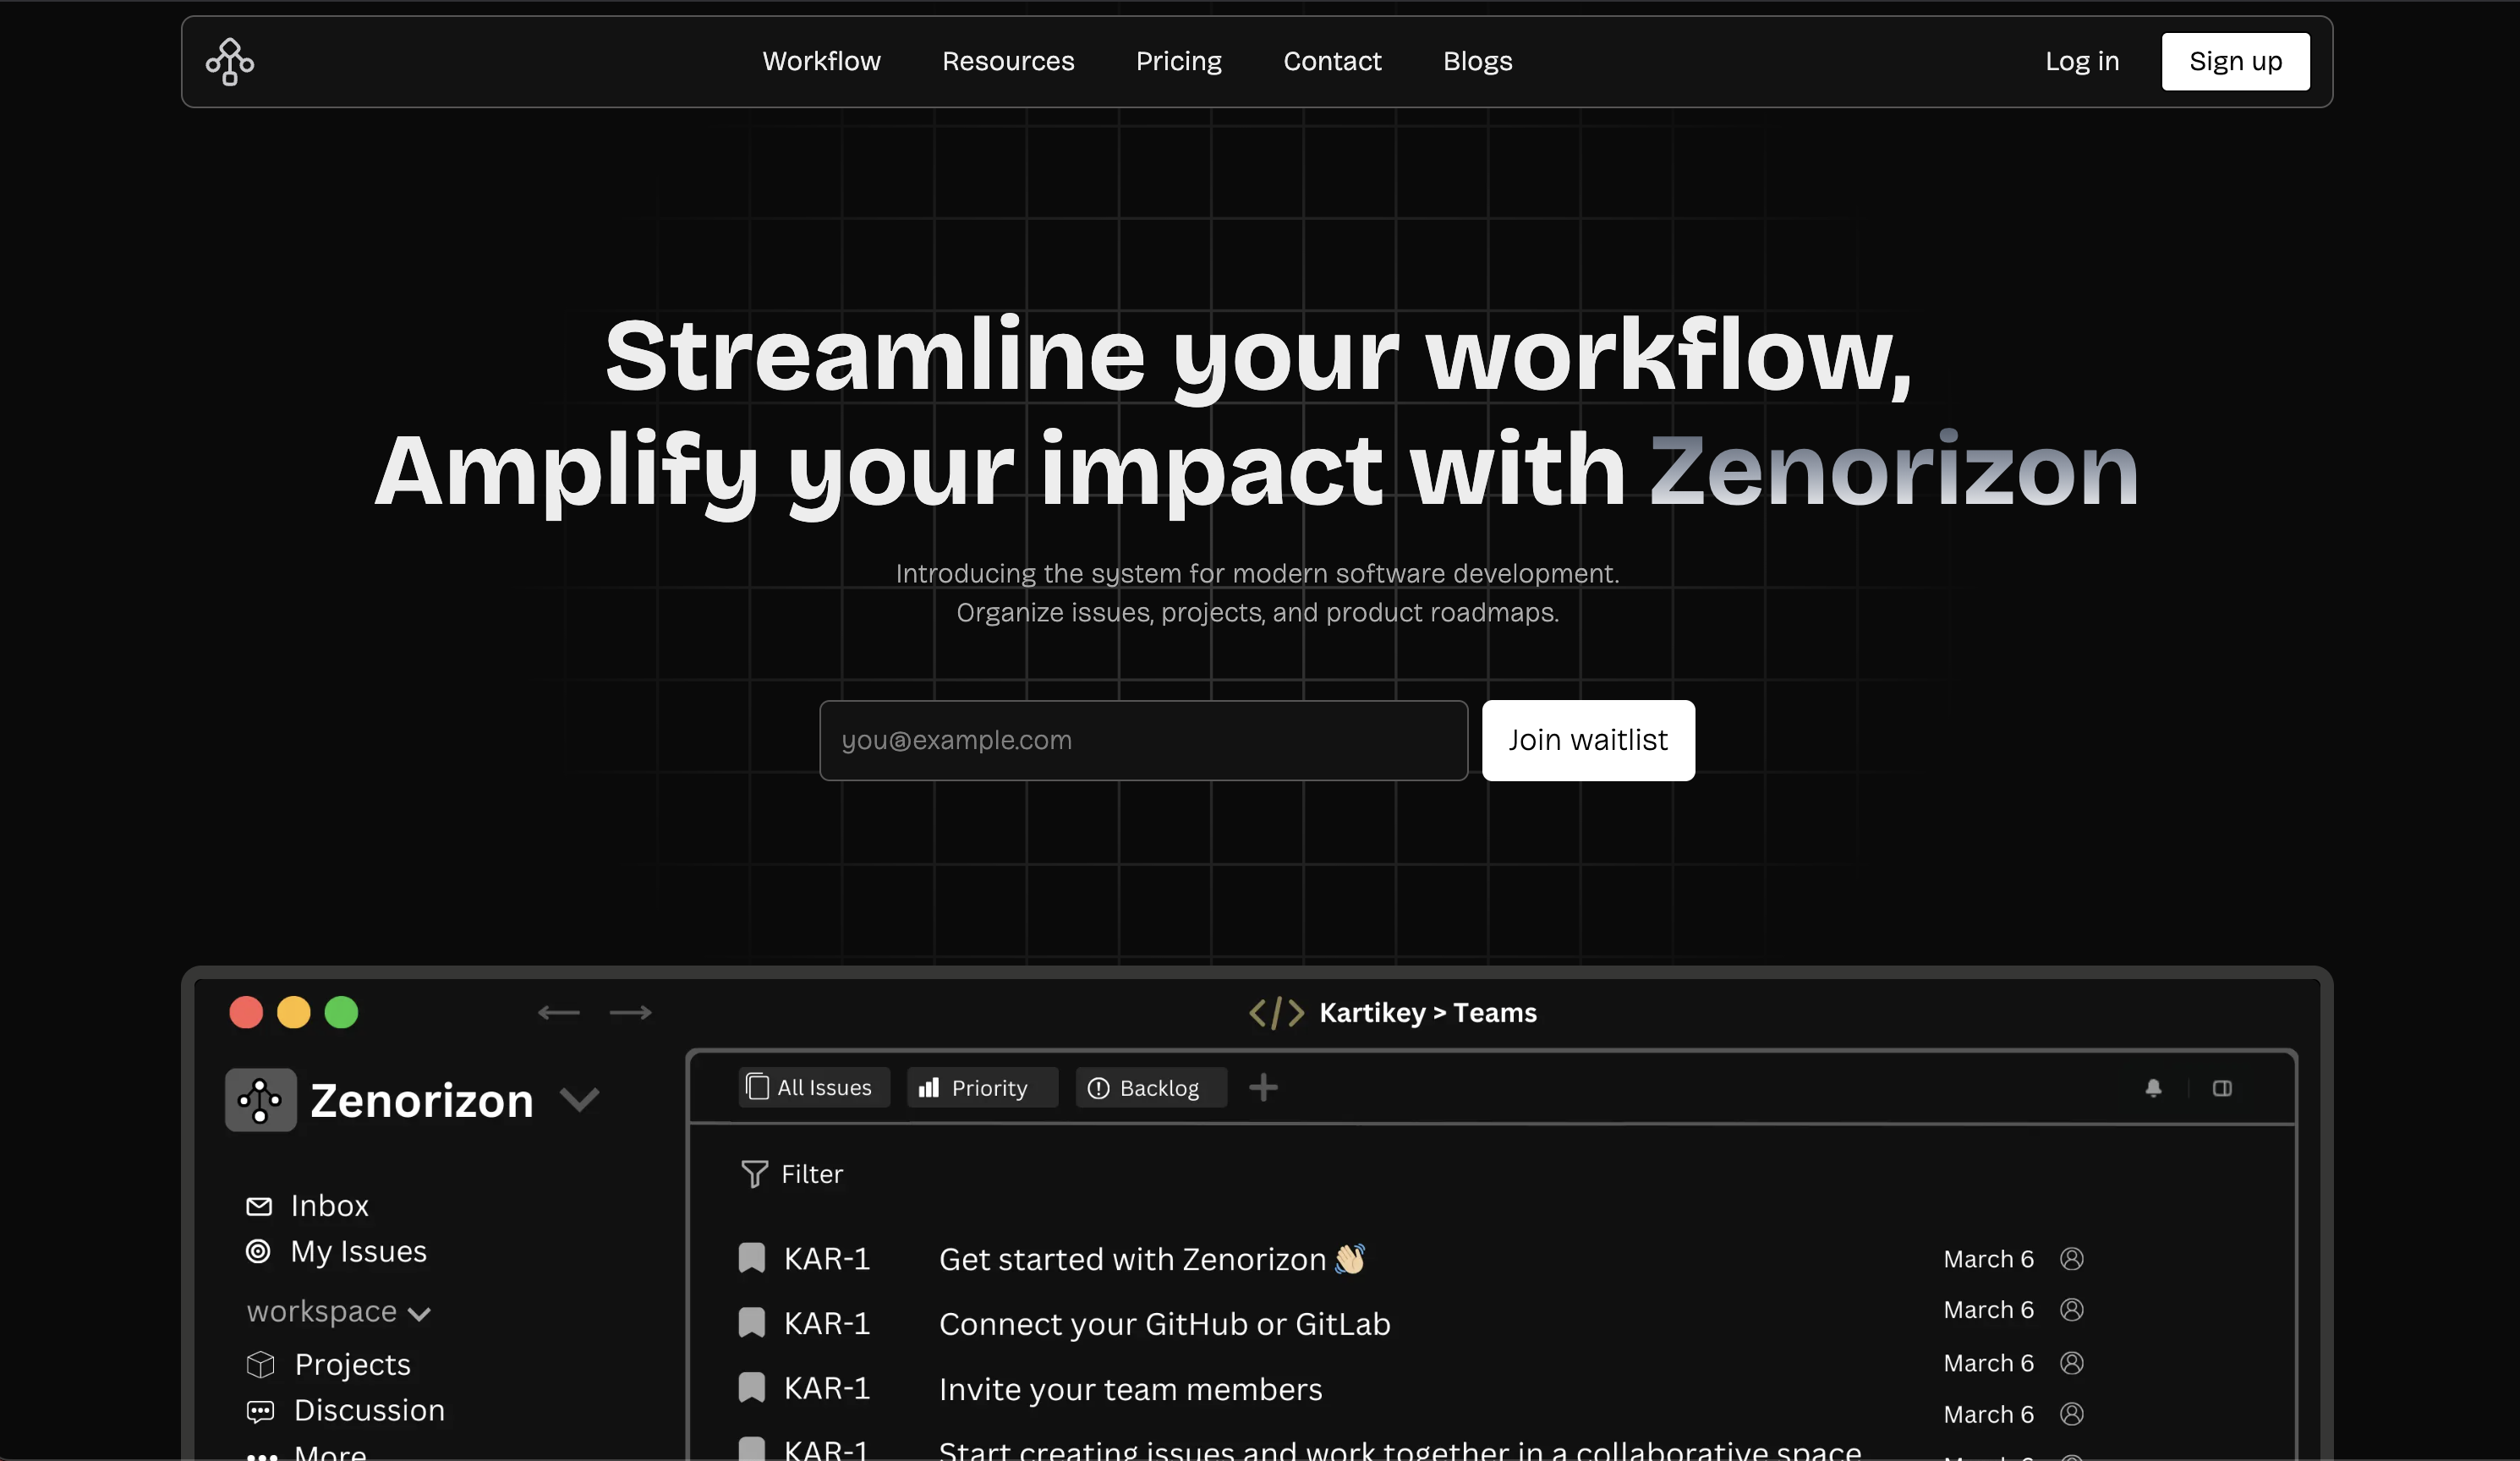 Workflow Resources Pricing Contact Blogs Log in Sign up
Streamline your workflow,
Amplify your impact with Zenorizon
Introducing the system for modern software development.
Organize issues, projects, and product roadmaps.
you@example.com Join waitlist
</> Kartikey > Teams
Zenorizon
Inbox
My Issues
workspace
Projects
Discussion
More
All Issues Priority Backlog
Filter
KAR-1 Get started with Zenorizon 👋🏼 March 6
KAR-1 Connect your GitHub or GitLab March 6
KAR-1 Invite your team members March 6
KAR-1 Start creating issues and work together in a collaborative space March 6